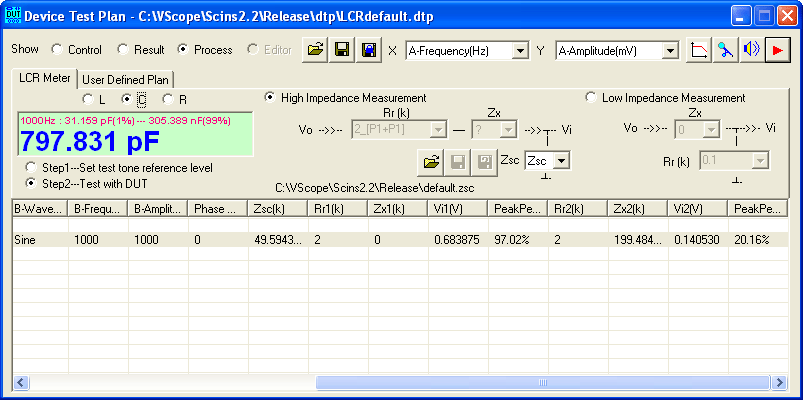 DUT Device Test Plan - C:\VScope\Scins2.2\Release\dtp\LCRdefault.dtp
Show Control Result Process Editor X A-Frequency(Hz) Y A-Amplitude(mV)
LCR Meter User Defined Plan
L C R High Impedance Measurement Low Impedance Measurement
1000Hz : 31.159 pF(1%) --- 305.389 nF(99%)
797.831 pF
Rr (k) Zx Zx
Vo -->>-- 2_[P1+P1] — ? -->>-- Vi Vo -->>-- 0 -->>-- Vi
Step1---Set test tone reference level
Step2---Test with DUT
Zsc Zsc Rr (k) 0.1
C:\VScope\Scins2.2\Release\default.zsc
B-Wave... B-Frequ... B-Amplit... Phase ... Zsc(k) Rr1(k) Zx1(k) Vi1(V) PeakPe... Rr2(k) Zx2(k) Vi2(V) PeakPe...
Sine 1000 1000 0 49.5943... 2 0 0.683875 97.02% 2 199.484... 0.140530 20.16%